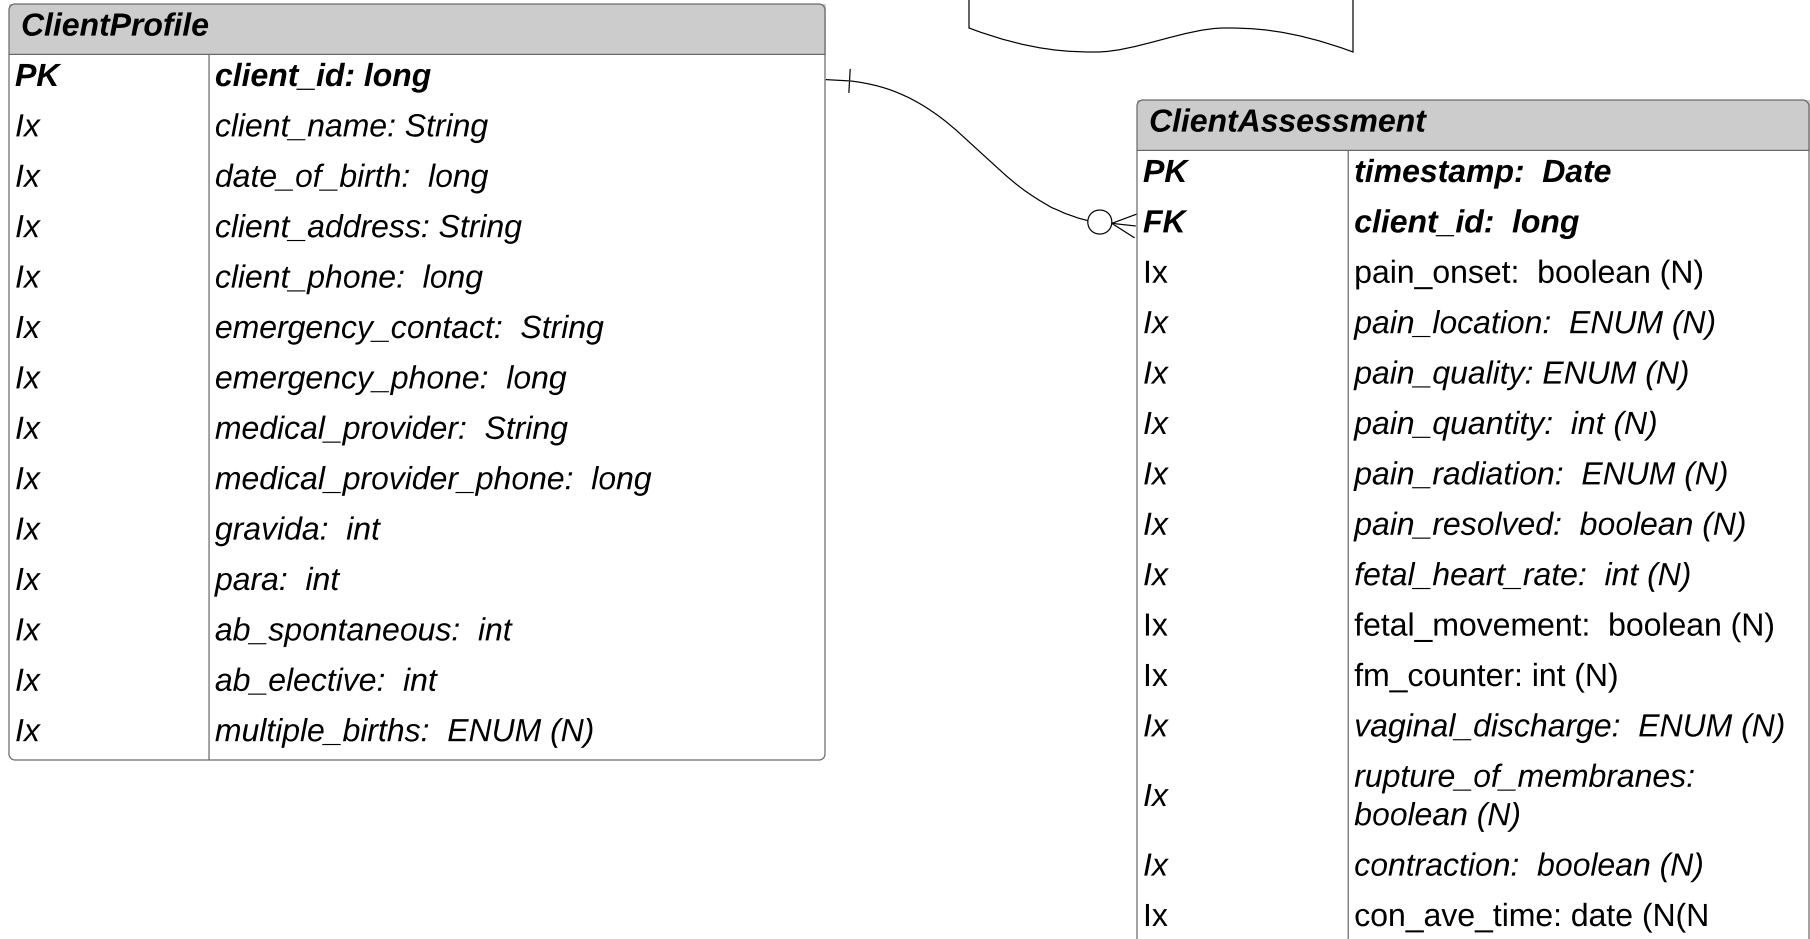 ClientProfile
PK client_id: long
Ix client_name: String
Ix date_of_birth:  long
Ix client_address: String
Ix client_phone:  long
Ix emergency_contact:  String
Ix emergency_phone:  long
Ix medical_provider:  String
Ix medical_provider_phone:  long
Ix gravida:  int
Ix para:  int
Ix ab_spontaneous:  int
Ix ab_elective:  int
Ix multiple_births:  ENUM (N)
ClientAssessment
PK timestamp:  Date
FK client_id:  long
Ix pain_onset:  boolean (N)
Ix pain_location:  ENUM (N)
Ix pain_quality: ENUM (N)
Ix pain_quantity:  int (N)
Ix pain_radiation:  ENUM (N)
Ix pain_resolved:  boolean (N)
Ix fetal_heart_rate:  int (N)
Ix fetal_movement:  boolean (N)
Ix fm_counter: int (N)
Ix vaginal_discharge:  ENUM (N)
Ix rupture_of_membranes:
boolean (N)
Ix contraction:  boolean (N)
Ix con_ave_time: date (N(N